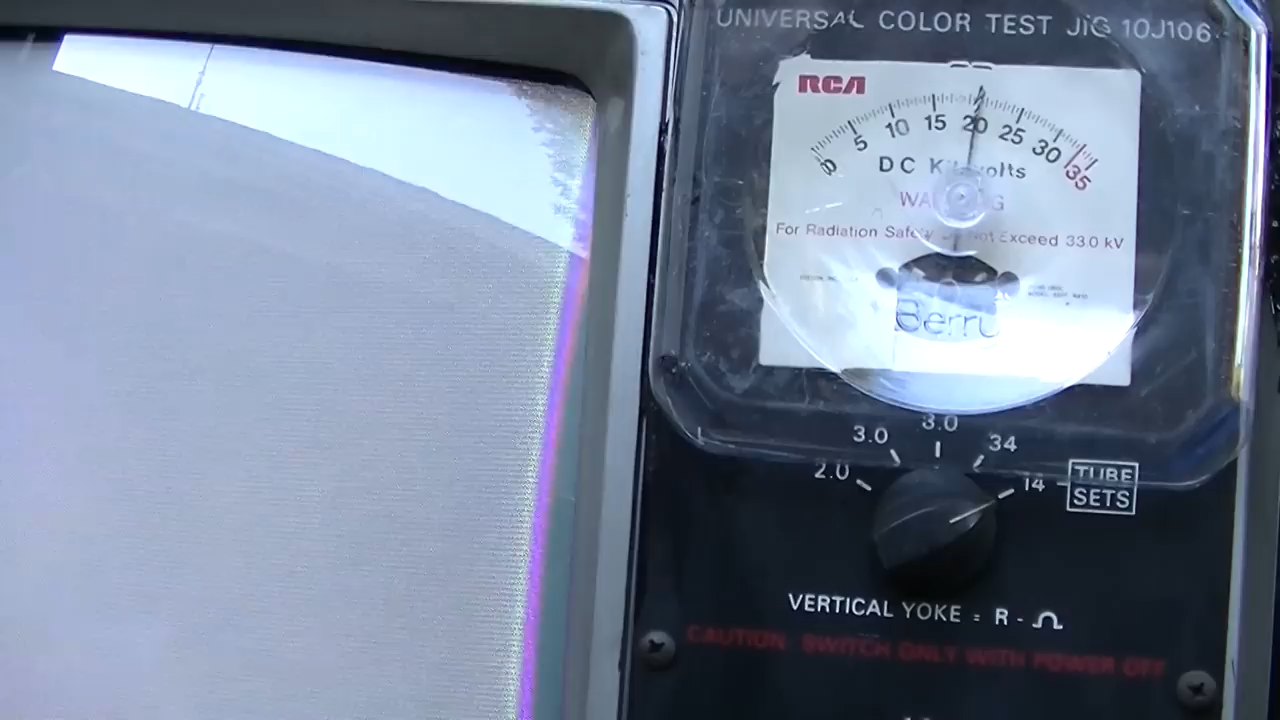 UNIVERSAL COLOR TEST JIG 10J106
RCA
0 5 10 15 20 25 30 35
DC Kilovolts
WARNING
For Radiation Safety Do Not Exceed 33.0 kV
3.0
3.0 34
2.0 14
TUBE
SETS
VERTICAL YOKE = R - Ω
CAUTION SWITCH ONLY WITH POWER OFF